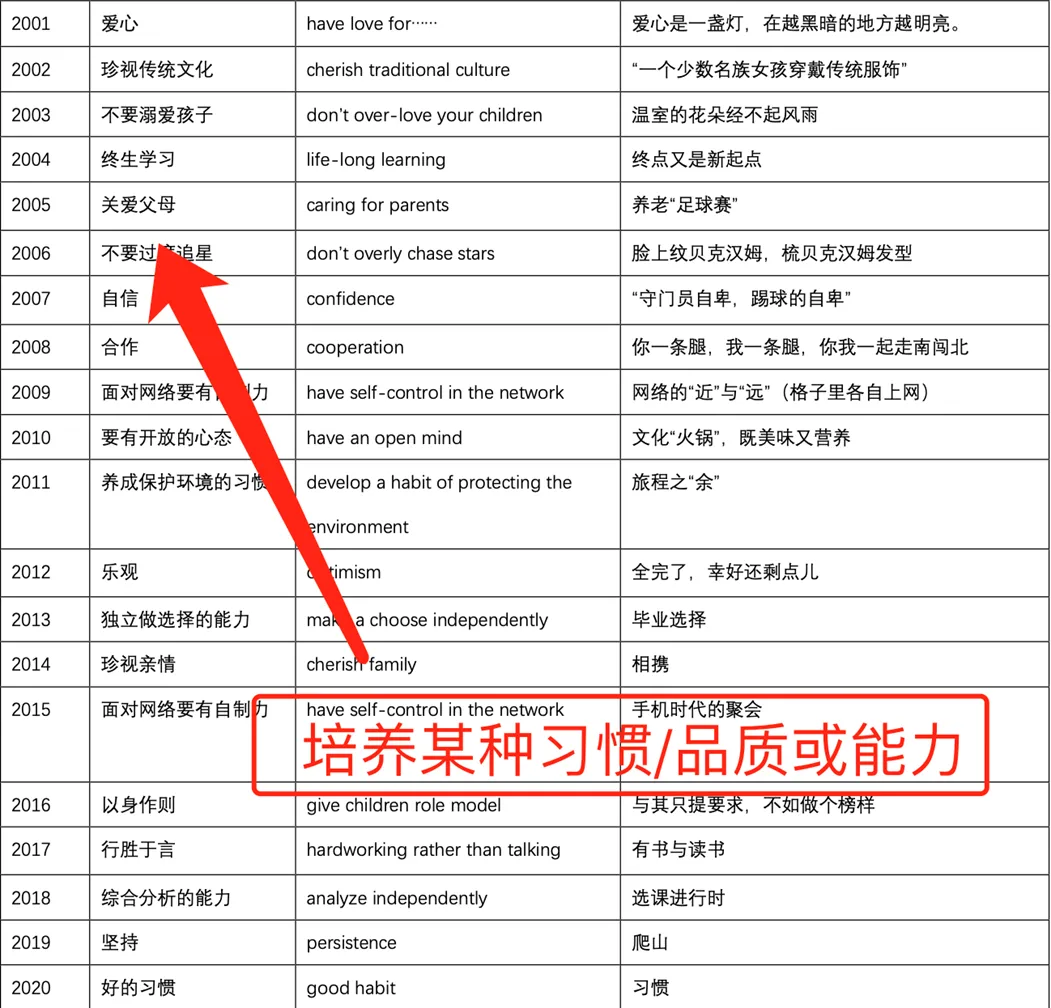 2001 爱心 have love for…… 爱心是一盏灯，在越黑暗的地方越明亮。
2002 珍视传统文化 cherish traditional culture “一个少数名族女孩穿戴传统服饰”
2003 不要溺爱孩子 don’t over-love your children 温室的花朵经不起风雨
2004 终生学习 life-long learning 终点又是新起点
2005 关爱父母 caring for parents 养老“足球赛”
2006 不要过 追星 don’t overly chase stars 脸上纹贝克汉姆，梳贝克汉姆发型
2007 自信 confidence “守门员自卑，踢球的自卑”
2008 合作 cooperation 你一条腿，我一条腿，你我一起走南闯北
2009 面对网络要有 力 have self-control in the network 网络的“近”与“远”（格子里各自上网）
2010 要有开放的心态 have an open mind 文化“火锅”，既美味又营养
2011 养成保护环境的习惯 develop a habit of protecting the 旅程之“余”
environment
2012 乐观 optimism 全完了，幸好还剩点儿
2013 独立做选择的能力 make a choose independently 毕业选择
2014 珍视亲情 cherish family 相携
2015 面对网络要有自制力 have self-control in the network 手机时代的聚会
培养某种习惯/品质或能力
2016 以身作则 give children role model 与其只提要求，不如做个榜样
2017 行胜于言 hardworking rather than talking 有书与读书
2018 综合分析的能力 analyze independently 选课进行时
2019 坚持 persistence 爬山
2020 好的习惯 good habit 习惯